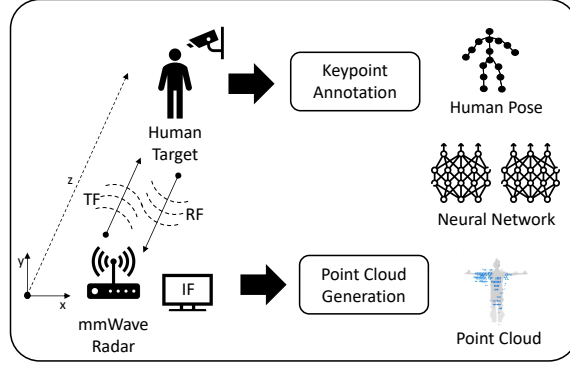 Keypoint
Annotation
Human Pose
Human
Target
z
TF
RF
Neural Network
y
x
IF
mmWave
Radar
Point Cloud
Generation
Point Cloud